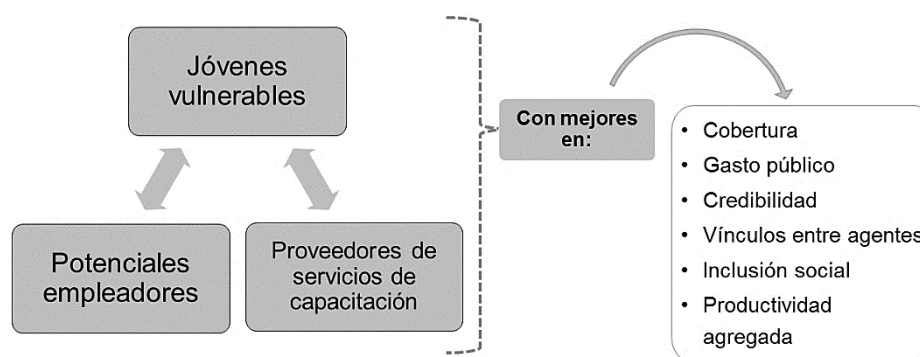 Jóvenes
vulnerables
Potenciales
empleadores
Proveedores de
servicios de
capacitación
Con mejores
en:
• Cobertura
• Gasto público
• Credibilidad
• Vínculos entre agentes
• Inclusión social
• Productividad
agregada